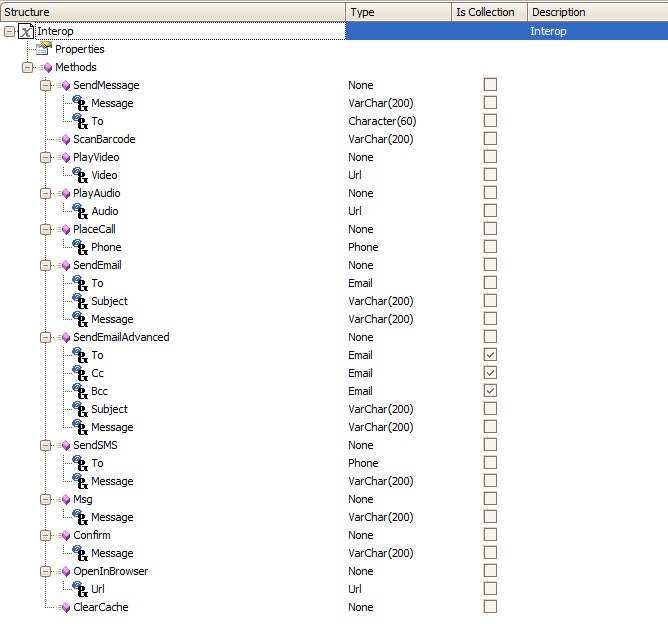 Structure Type Is Collection Description
Interop Interop
Properties
Methods
SendMessage None
Message VarChar(200)
To Character(60)
ScanBarcode VarChar(200)
PlayVideo None
Video Url
PlayAudio None
Audio Url
PlaceCall None
Phone Phone
SendEmail None
To Email
Subject VarChar(200)
Message VarChar(200)
SendEmailAdvanced None
To Email
Cc Email
Bcc Email
Subject VarChar(200)
Message VarChar(200)
SendSMS None
To Phone
Message VarChar(200)
Msg None
Message VarChar(200)
Confirm None
Message VarChar(200)
OpenInBrowser None
Url Url
ClearCache None